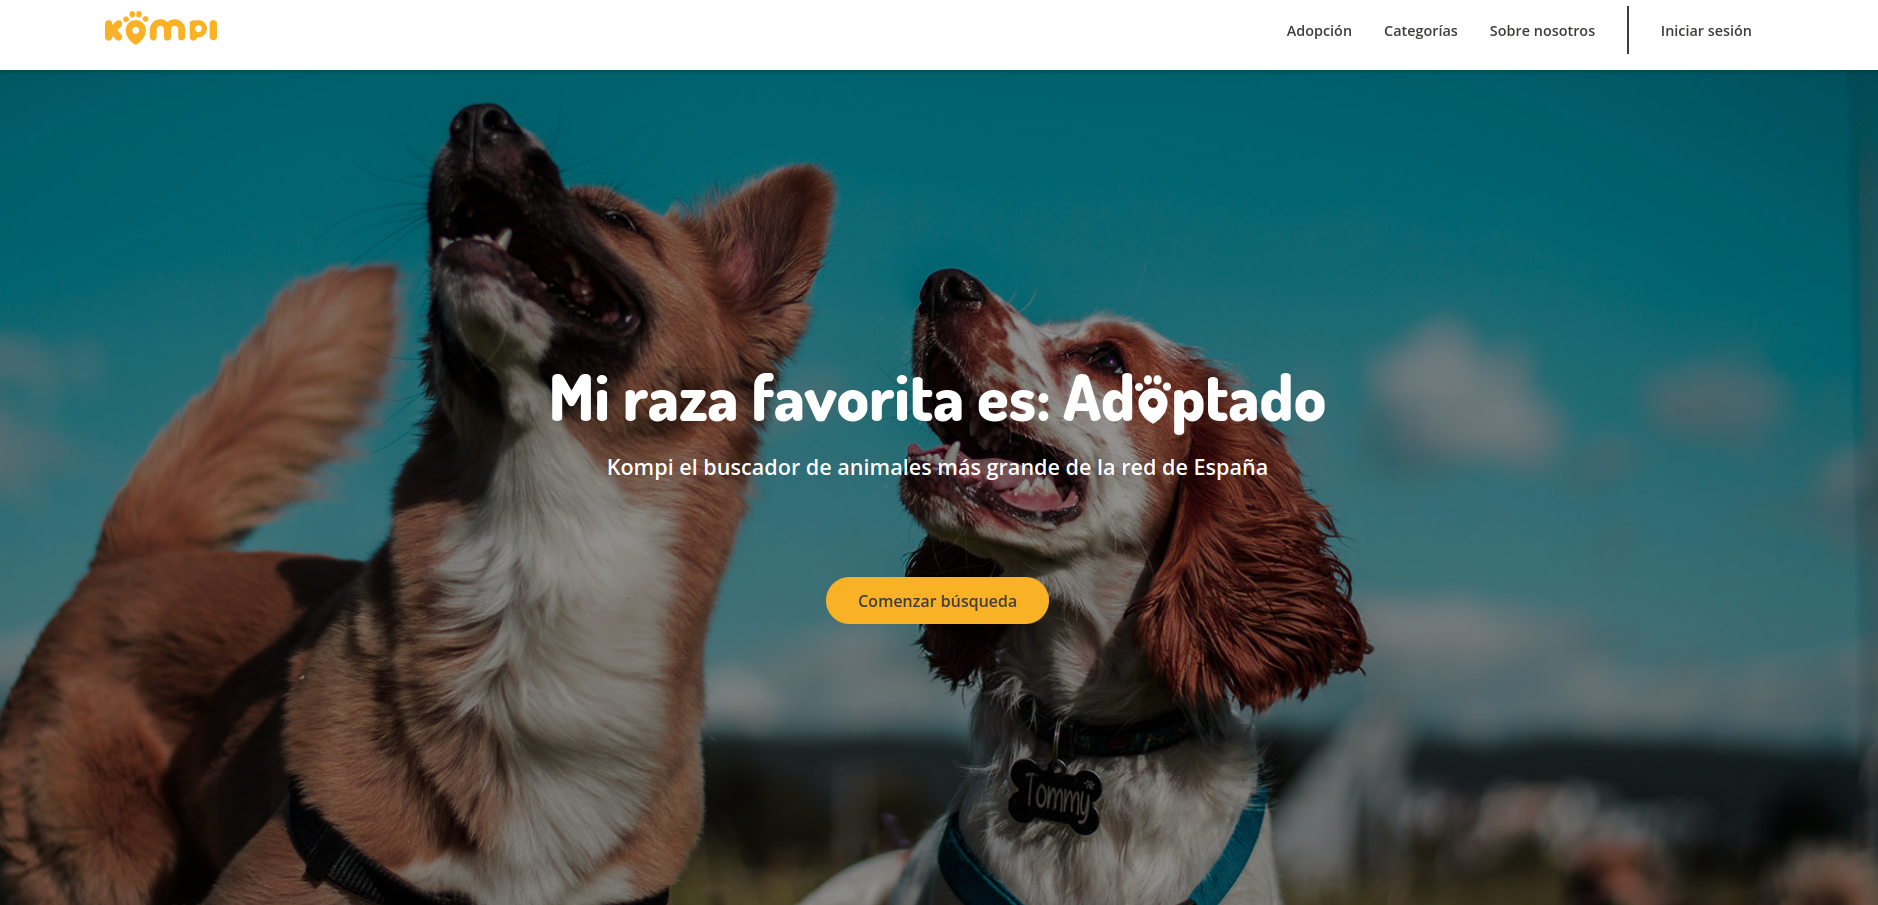 KOMPI
Adopción
Categorías
Sobre nosotros
Iniciar sesión
Mi raza favorita es: Adoptado
Kompi el buscador de animales más grande de la red de España
Comenzar búsqueda
Tommy